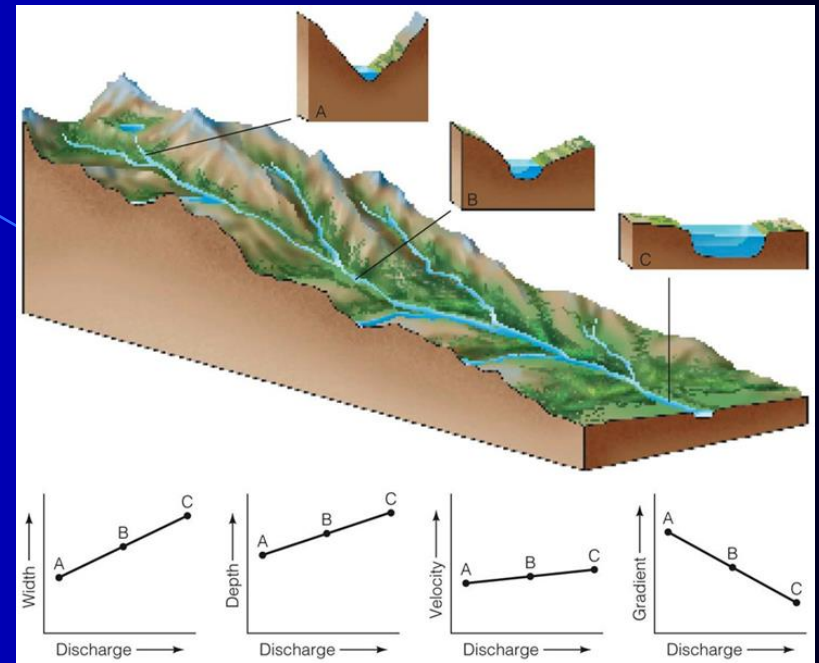 A
B
C
Width
A
B
C
Discharge
Depth
A
B
C
Discharge
Velocity
A
B
C
Discharge
Gradient
A
B
C
Discharge